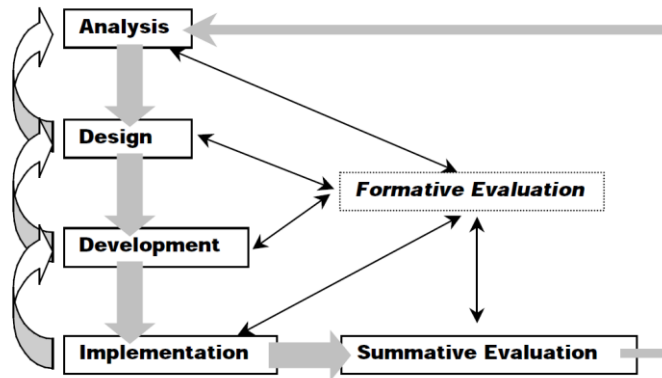 Analysis
Design
Formative Evaluation
Development
Implementation
Summative Evaluation